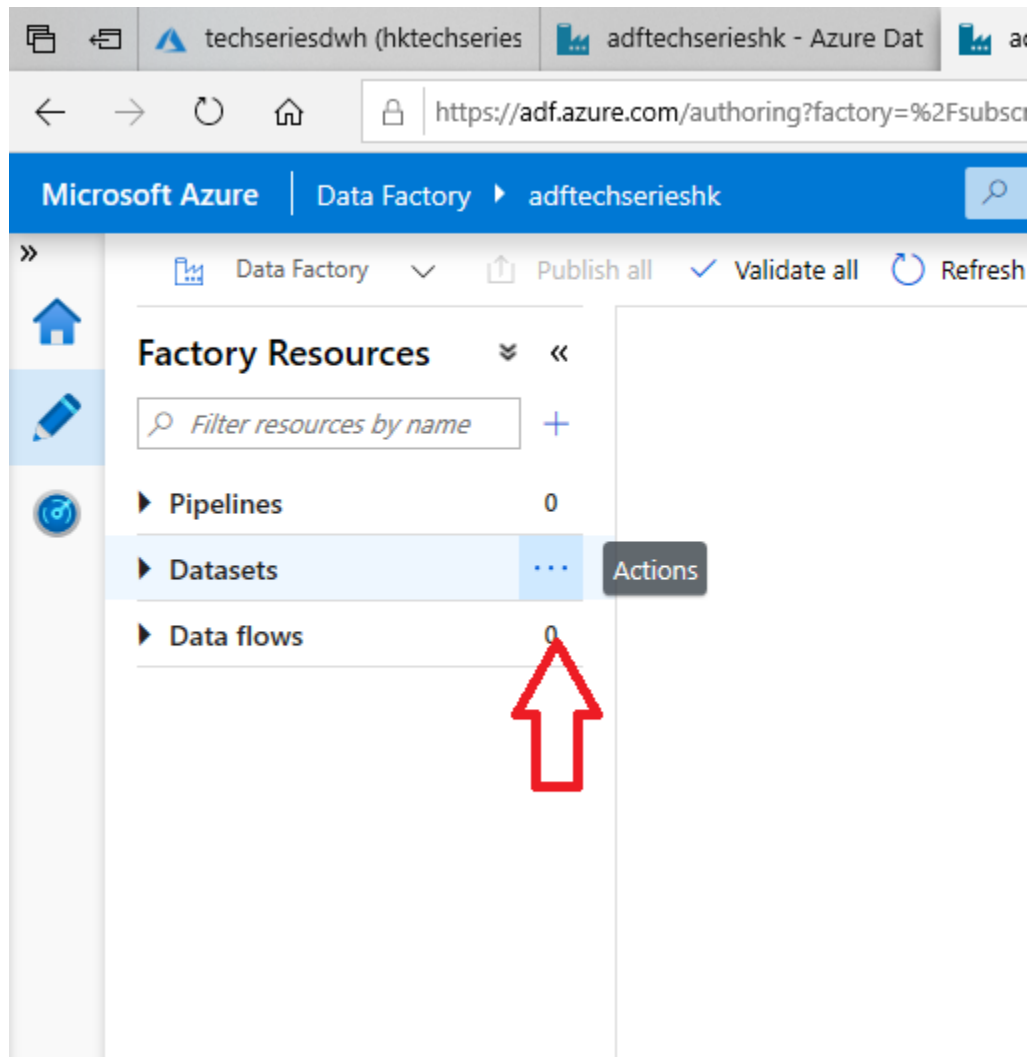 techseriesdwh (hktechseries
adftechserieshk - Azure Dat
https://adf.azure.com/authoring?factory=%2Fsubscr
Microsoft Azure Data Factory adftechserieshk
Data Factory Publish all Validate all Refresh
Factory Resources
Filter resources by name
Pipelines 0
Datasets ... Actions
Data flows 0